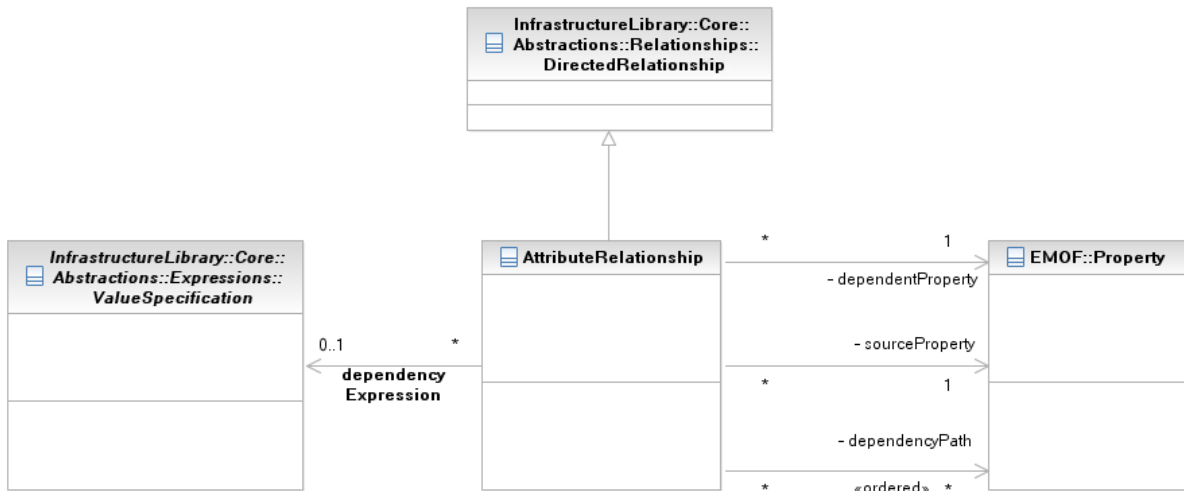 InfrastructureLibrary::Core::
Abstractions::Relationships::
DirectedRelationship
InfrastructureLibrary::Core::
Abstractions::Expressions::
ValueSpecification
AttributeRelationship
* 1
EMOF::Property
- dependentProperty
0..1 *
dependency
Expression
- sourceProperty
* 1
- dependencyPath
* «ordered» *